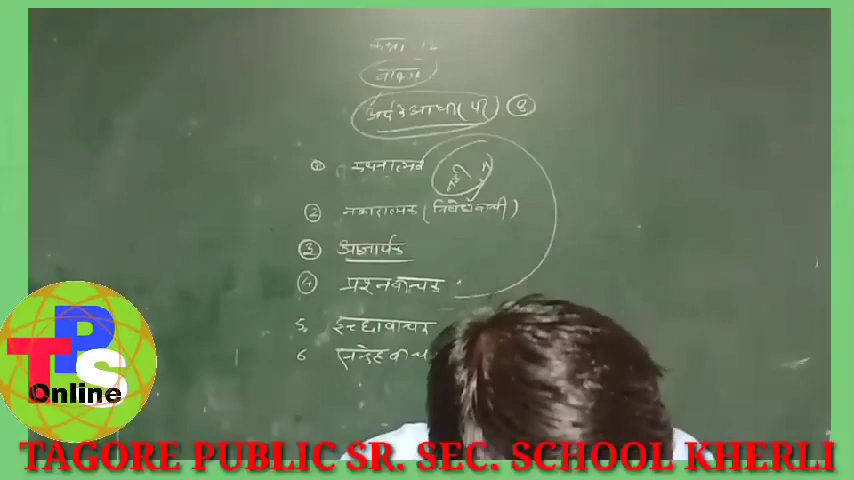 कक्षा 12
वाक्य
अर्थ के आधार (पर) 8
① कथनात्मक
② नकारात्मक (निषेधवाची)
③ आज्ञार्थक
④ प्रश्नवाचक
5, इच्छावाचक
6 सन्देहवाच
TPS
Online
TAGORE PUBLIC SR. SEC. SCHOOL KHERLI